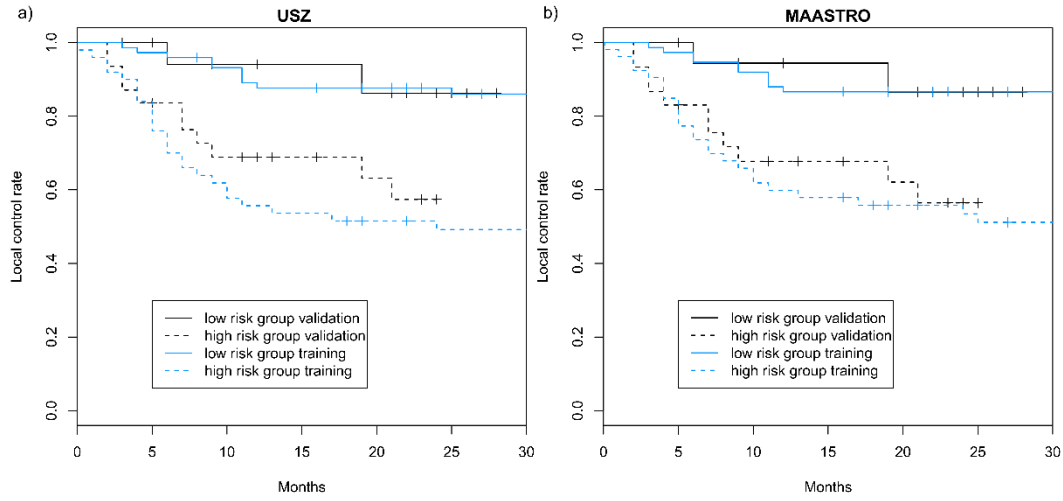 a)
USZ
Local control rate
1.0
0.8
0.6
0.4
0.2
0.0
low risk group validation
high risk group validation
low risk group training
high risk group training
0 5 10 15 20 25 30
Months
b)
MAASTRO
Local control rate
1.0
0.8
0.6
0.4
0.2
0.0
low risk group validation
high risk group validation
low risk group training
high risk group training
0 5 10 15 20 25 30
Months